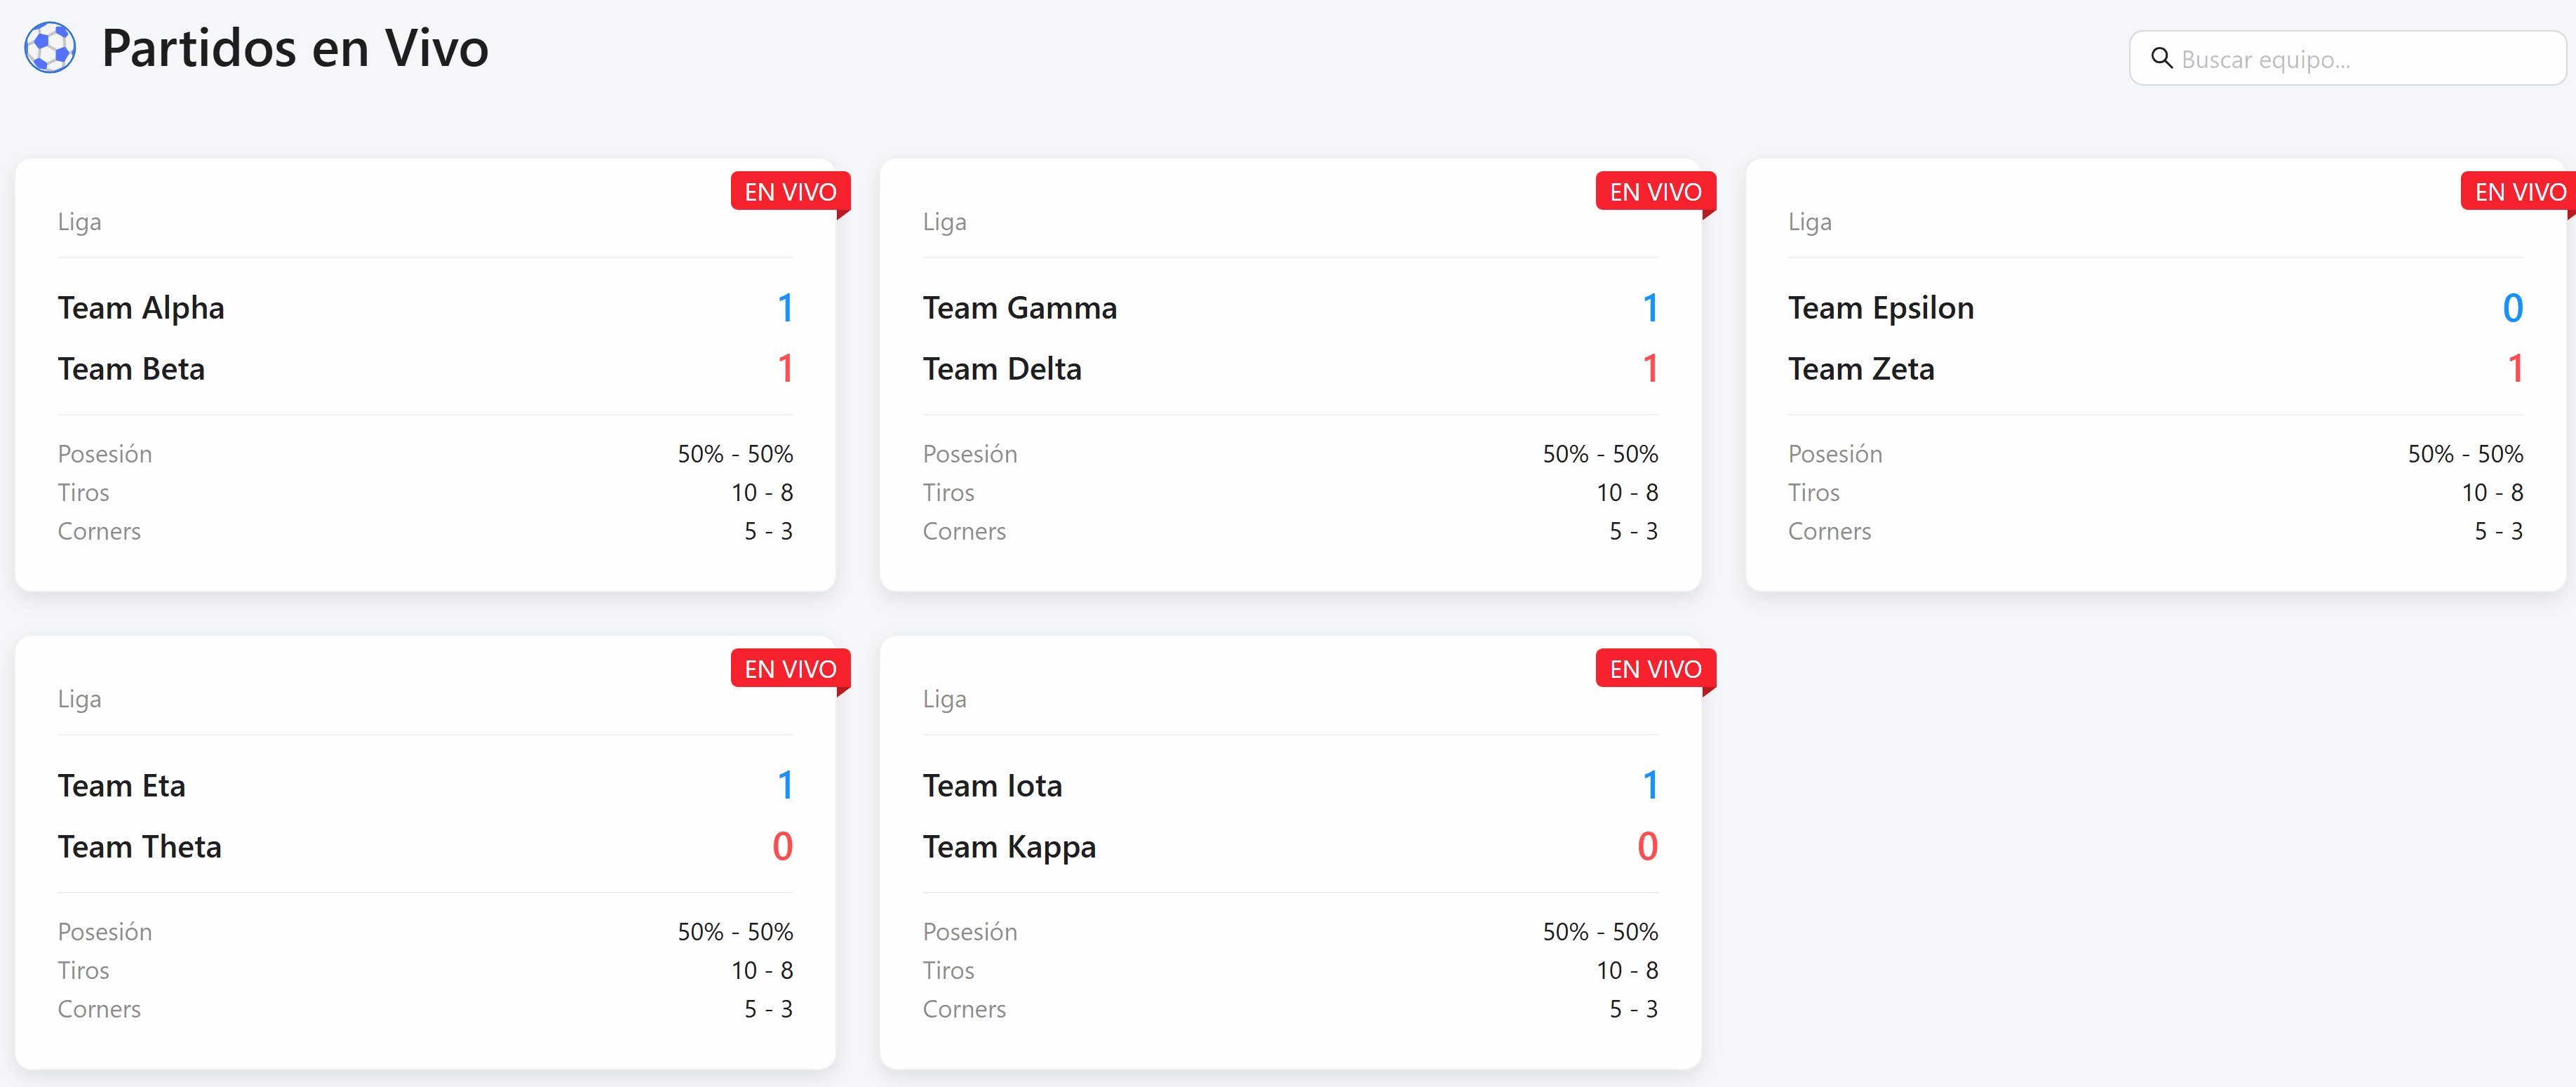 Partidos en Vivo
Buscar equipo...
EN VIVO
Liga
Team Alpha 1
Team Beta 1
Posesión 50% - 50%
Tiros 10 - 8
Corners 5 - 3
EN VIVO
Liga
Team Gamma 1
Team Delta 1
Posesión 50% - 50%
Tiros 10 - 8
Corners 5 - 3
EN VIVO
Liga
Team Epsilon 0
Team Zeta 1
Posesión 50% - 50%
Tiros 10 - 8
Corners 5 - 3
EN VIVO
Liga
Team Eta 1
Team Theta 0
Posesión 50% - 50%
Tiros 10 - 8
Corners 5 - 3
EN VIVO
Liga
Team Iota 1
Team Kappa 0
Posesión 50% - 50%
Tiros 10 - 8
Corners 5 - 3